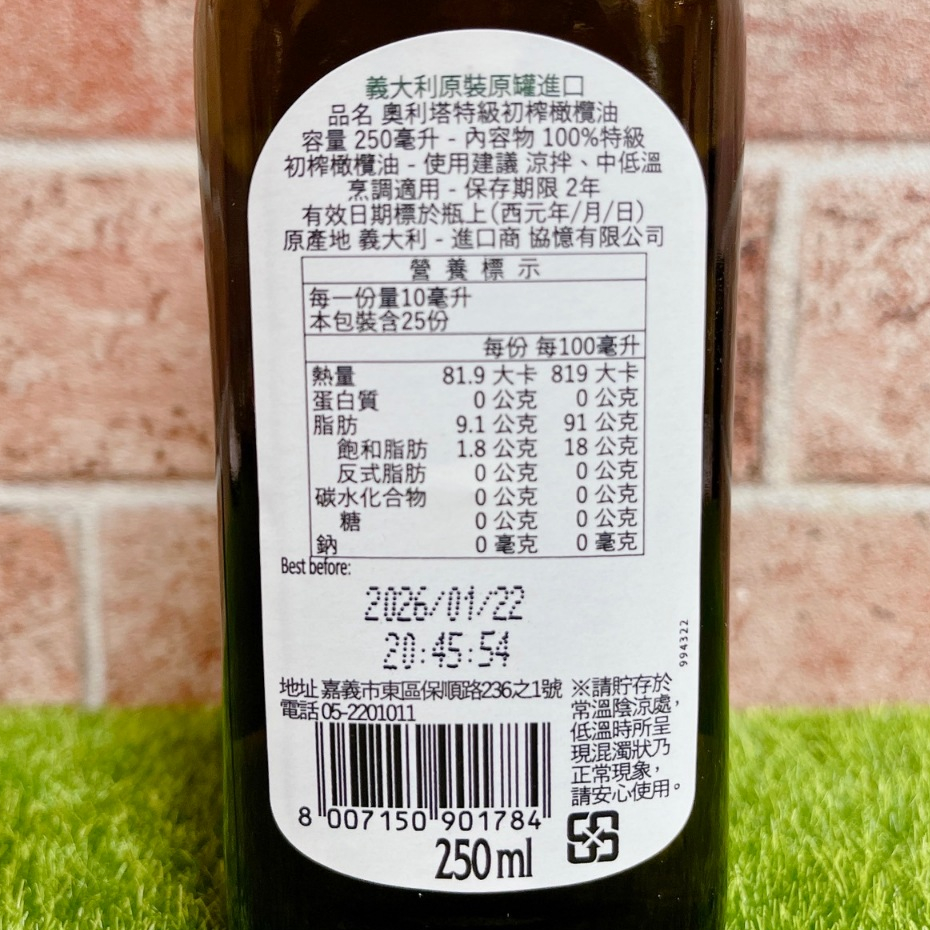 義大利原裝原罐進口
品名 奧利塔特級初榨橄欖油
容量 250毫升 - 內容物 100%特級
初榨橄欖油 - 使用建議 涼拌、中低溫
烹調適用 - 保存期限 2年
有效日期標於瓶上(西元年/月/日)
原產地 義大利 - 進口商 協憶有限公司
營養標示
每一份量10毫升
本包裝含25份
每份 每100毫升
熱量 81.9 大卡 819 大卡
蛋白質 0 公克 0 公克
脂肪 9.1 公克 91 公克
飽和脂肪 1.8 公克 18 公克
反式脂肪 0 公克 0 公克
碳水化合物 0 公克 0 公克
糖 0 公克 0 公克
鈉 0 毫克 0 毫克
Best before:
2026/01/22
20:45:54
994322
地址 嘉義市東區保順路236之1號
電話 05-2201011
※請貯存於
常溫陰涼處,
低溫時所呈
現混濁狀乃
正常現象,
請安心使用。
8 007150 901784
250 ml